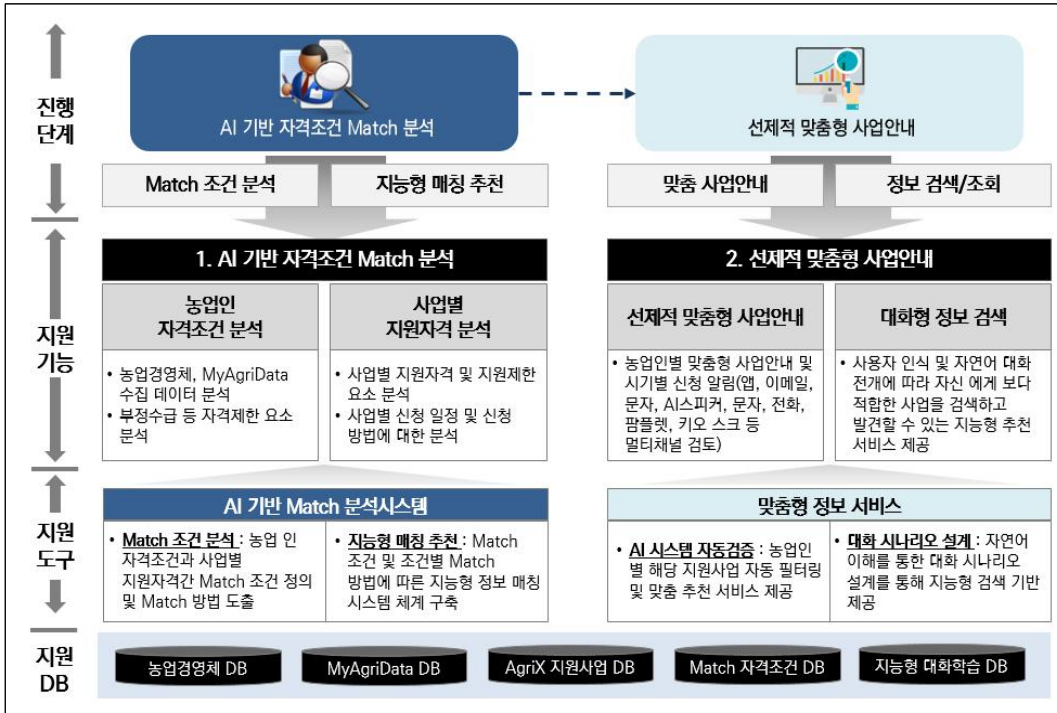 진행
단계
AI 기반 자격조건 Match 분석
선제적 맞춤형 사업안내
Match 조건 분석
지능형 매칭 추천
맞춤 사업안내
정보 검색/조회
지원
기능
1. AI 기반 자격조건 Match 분석
농업인
자격조건 분석
사업별
지원자격 분석
• 농업경영체, MyAgriData
수집 데이터 분석
• 부정수급 등 자격제한 요소
분석
• 사업별 지원자격 및 지원제한
요소 분석
• 사업별 신청 일정 및 신청
방법에 대한 분석
2. 선제적 맞춤형 사업안내
선제적 맞춤형 사업안내
대화형 정보 검색
• 농업인별 맞춤형 사업안내 및
시기별 신청 알림(앱, 이메일,
문자, AI스피커, 문자, 전화,
팜플렛, 키오 스크 등
멀티채널 검토)
• 사용자 인식 및 자연어 대화
전개에 따라 자신 에게 보다
적합한 사업을 검색하고
발견할 수 있는 지능형 추천
서비스 제공
지원
도구
AI 기반 Match 분석시스템
• Match 조건 분석 : 농업 인
자격조건과 사업별
지원자격간 Match 조건 정의
및 Match 방법 도출
• 지능형 매칭 추천 : Match
조건 및 조건별 Match
방법에 따른 지능형 정보 매칭
시스템 체계 구축
맞춤형 정보 서비스
• AI 시스템 자동검증 : 농업인
별 해당 지원사업 자동 필터링
및 맞춤 추천 서비스 제공
• 대화 시나리오 설계 : 자연어
이해를 통한 대화 시나리오
설계를 통해 지능형 검색 기반
제공
지원
DB
농업경영체 DB
MyAgriData DB
AgriX 지원사업 DB
Match 자격조건 DB
지능형 대화학습 DB